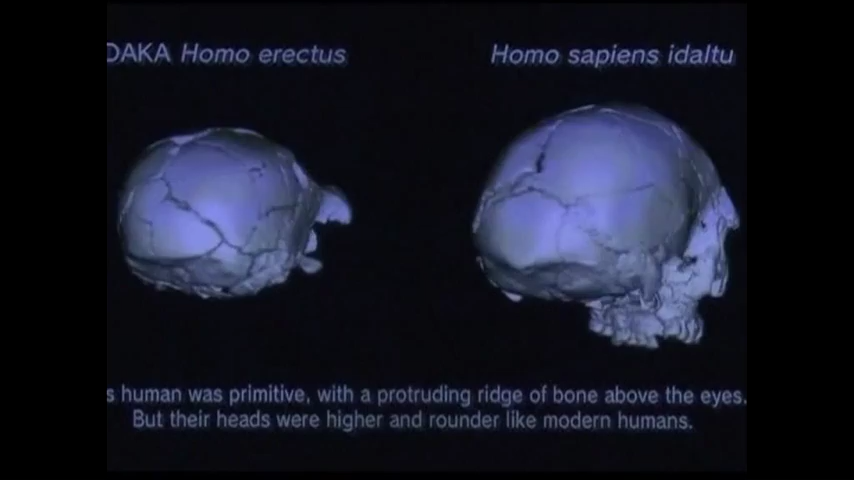 DAKA Homo erectus
Homo sapiens idaltu
s human was primitive, with a protruding ridge of bone above the eyes.
But their heads were higher and rounder like modern humans.